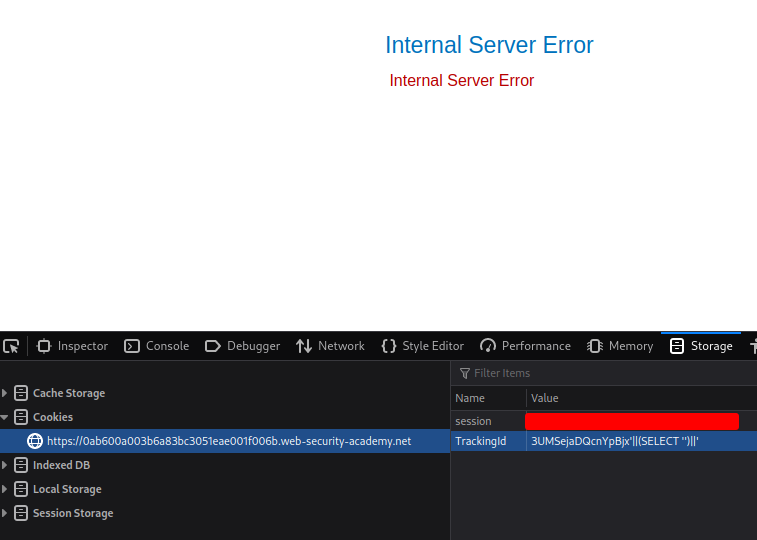 Internal Server Error
Internal Server Error
Inspector Console Debugger Network Style Editor Performance Memory Storage
Filter Items
Cache Storage
Name Value
Cookies
session
https://0ab600a003b6a83bc3051eae001f006b.web-security-academy.net
TrackingId 3UMSejaDQcnYpBjx'||(SELECT '')||'
Indexed DB
Local Storage
Session Storage